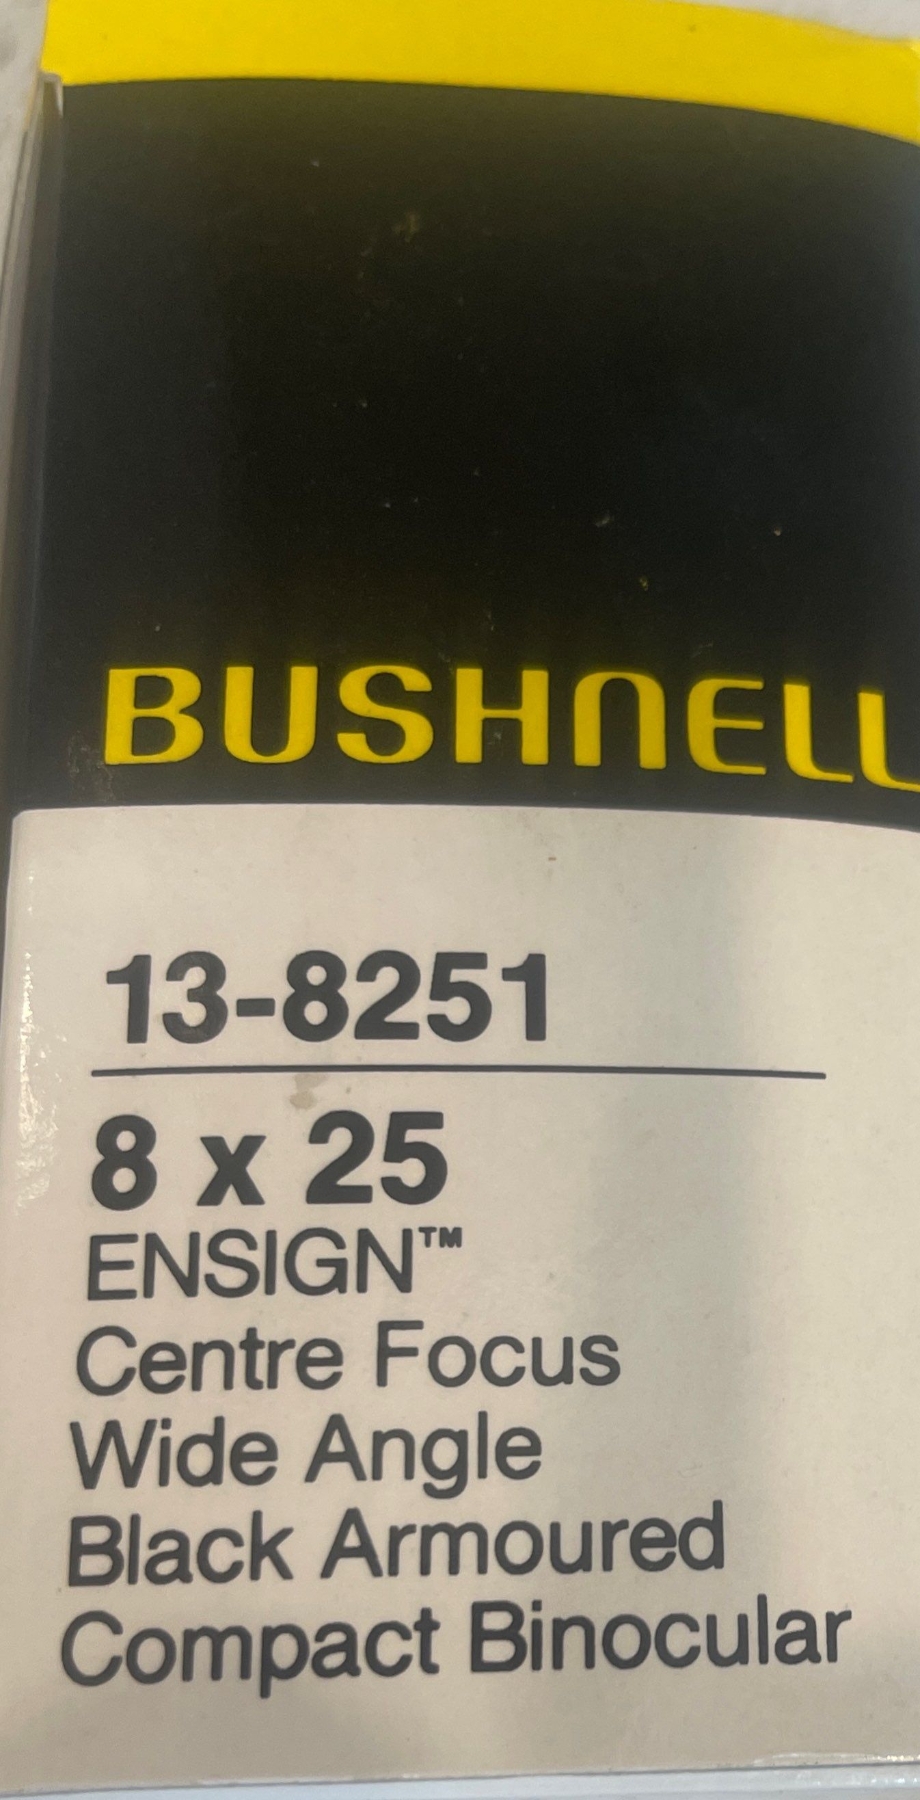 BUSHNELL
13-8251
8 x 25
ENSIGN™
Centre Focus
Wide Angle
Black Armoured
Compact Binocular